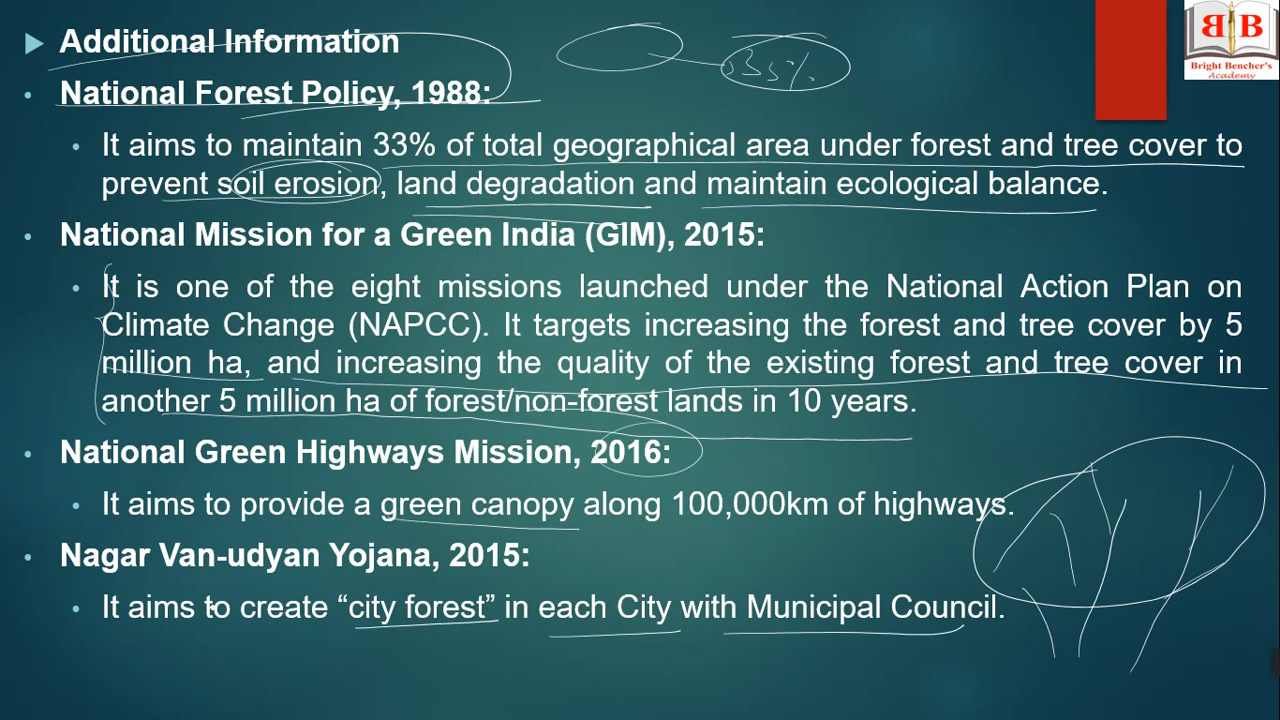 Additional Information
National Forest Policy, 1988:
It aims to maintain 33% of total geographical area under forest and tree cover to
prevent soil erosion, land degradation and maintain ecological balance.
National Mission for a Green India (GIM), 2015:
It is one of the eight missions launched under the National Action Plan on
Climate Change (NAPCC). It targets increasing the forest and tree cover by 5
million ha, and increasing the quality of the existing forest and tree cover in
another 5 million ha of forest/non-forest lands in 10 years.
National Green Highways Mission, 2016:
It aims to provide a green canopy along 100,000km of highways.
Nagar Van-udyan Yojana, 2015:
It aims to create “city forest” in each City with Municipal Council.
33%
BB
Bright Bencher's
Academy